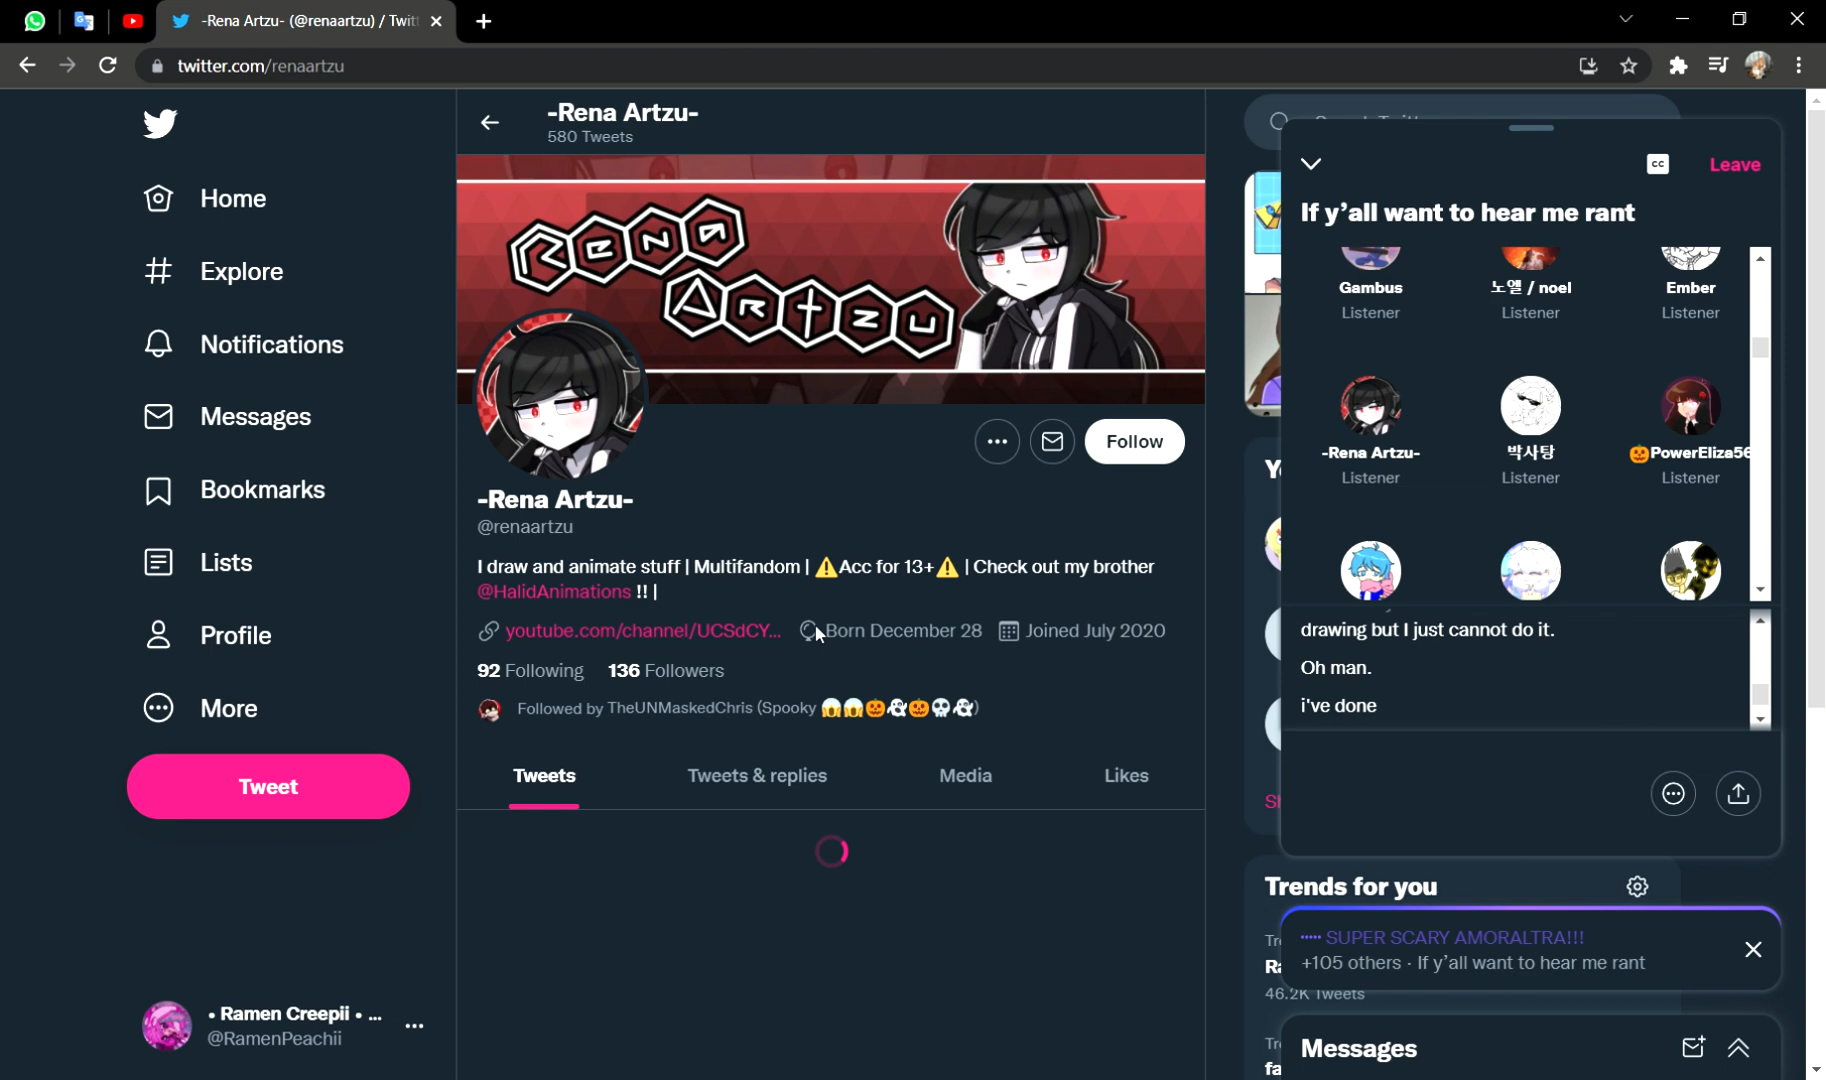 -Rena Artzu- (@renaartzu) / Twitt
twitter.com/renaartzu
-Rena Artzu-
580 Tweets
Home
Explore
Notifications
Messages
Bookmarks
Lists
Profile
More
Tweet
• Ramen Creepii • ...
@RamenPeachii
RENA
ARTZU
Follow
-Rena Artzu-
@renaartzu
I draw and animate stuff | Multifandom | ⚠️Acc for 13+⚠️ | Check out my brother
@HalidAnimations !! |
youtube.com/channel/UCSdCY... Born December 28 Joined July 2020
92 Following 136 Followers
Followed by TheUNMaskedChris (Spooky 😱😱🎃👻🎃💀👻)
Tweets Tweets & replies Media Likes
CC
Leave
If y'all want to hear me rant
Gambus 노엘 / noel Ember
Listener Listener Listener
-Rena Artzu- 박사탕 🎃PowerEliza56
Listener Listener Listener
drawing but I just cannot do it.
Oh man.
i've done
Trends for you
····· SUPER SCARY AMORALTRA!!!
+105 others · If y'all want to hear me rant
46.2K Tweets
Messages